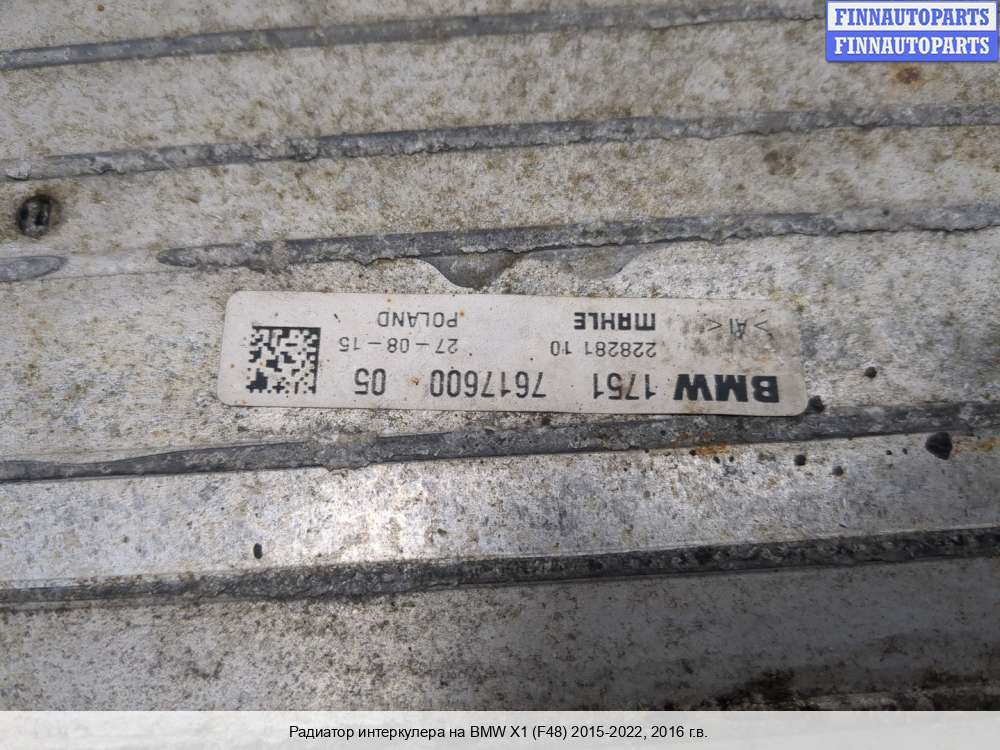 FINNAUTOPARTS
FINNAUTOPARTS
BMW 1751 7617600 05
228281 10 27-08-15
>Al< MAHLE POLAND
Радиатор интеркулера на BMW X1 (F48) 2015-2022, 2016 г.в.